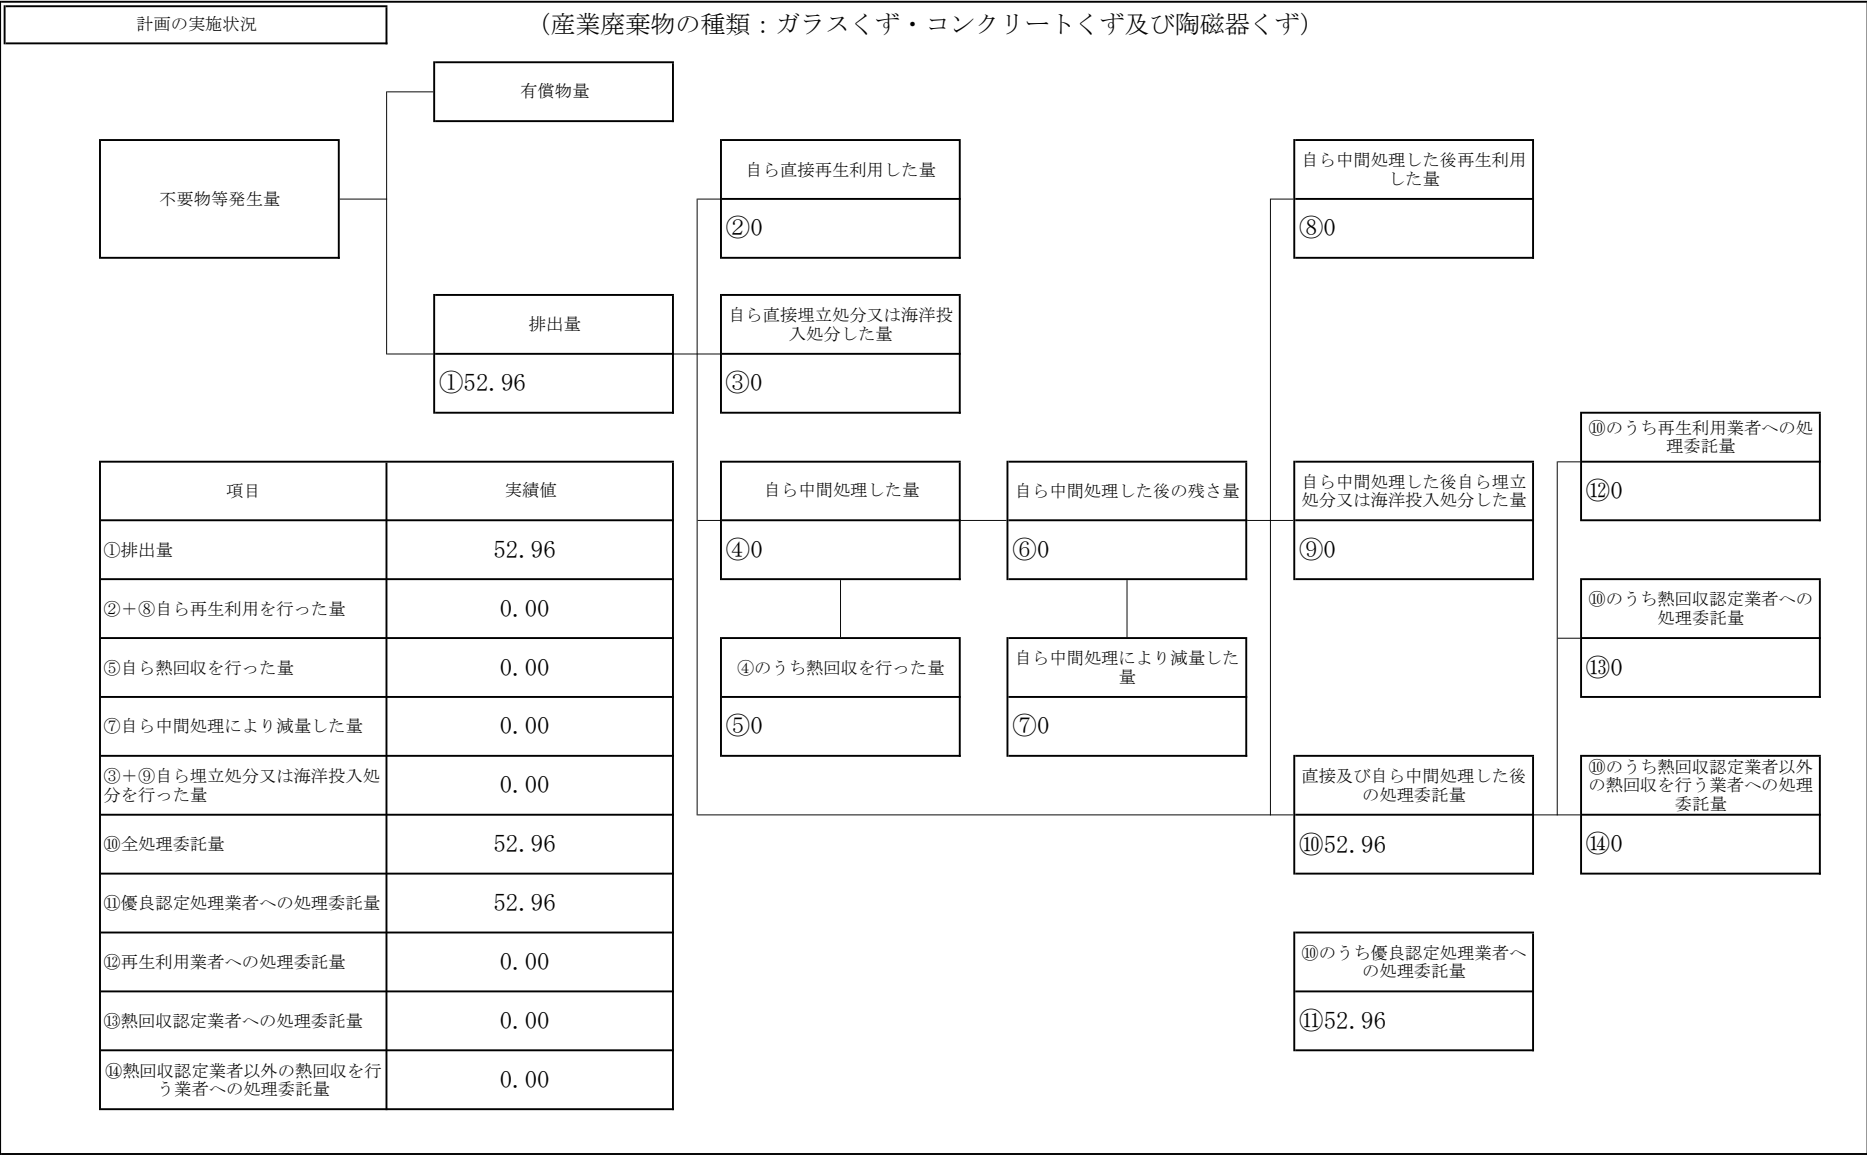 計画の実施状況
（産業廃棄物の種類：ガラスくず・コンクリートくず及び陶磁器くず）
有償物量
不要物等発生量
自ら直接再生利用した量
②0
自ら中間処理した後再生利用
した量
⑧0
排出量
①52.96
自ら直接埋立処分又は海洋投
入処分した量
③0
項目
実績値
①排出量
52.96
②＋⑧自ら再生利用を行った量
0.00
⑤自ら熱回収を行った量
0.00
⑦自ら中間処理により減量した量
0.00
③＋⑨自ら埋立処分又は海洋投入処
分を行った量
0.00
⑩全処理委託量
52.96
⑪優良認定処理業者への処理委託量
52.96
⑫再生利用業者への処理委託量
0.00
⑬熱回収認定業者への処理委託量
0.00
⑭熱回収認定業者以外の熱回収を行
う業者への処理委託量
0.00
自ら中間処理した量
④0
④のうち熱回収を行った量
⑤0
自ら中間処理した後の残さ量
⑥0
自ら中間処理により減量した
量
⑦0
自ら中間処理した後自ら埋立
処分又は海洋投入処分した量
⑨0
直接及び自ら中間処理した後
の処理委託量
⑩52.96
⑩のうち優良認定処理業者へ
の処理委託量
⑪52.96
⑩のうち再生利用業者への処
理委託量
⑫0
⑩のうち熱回収認定業者への
処理委託量
⑬0
⑩のうち熱回収認定業者以外
の熱回収を行う業者への処理
委託量
⑭0